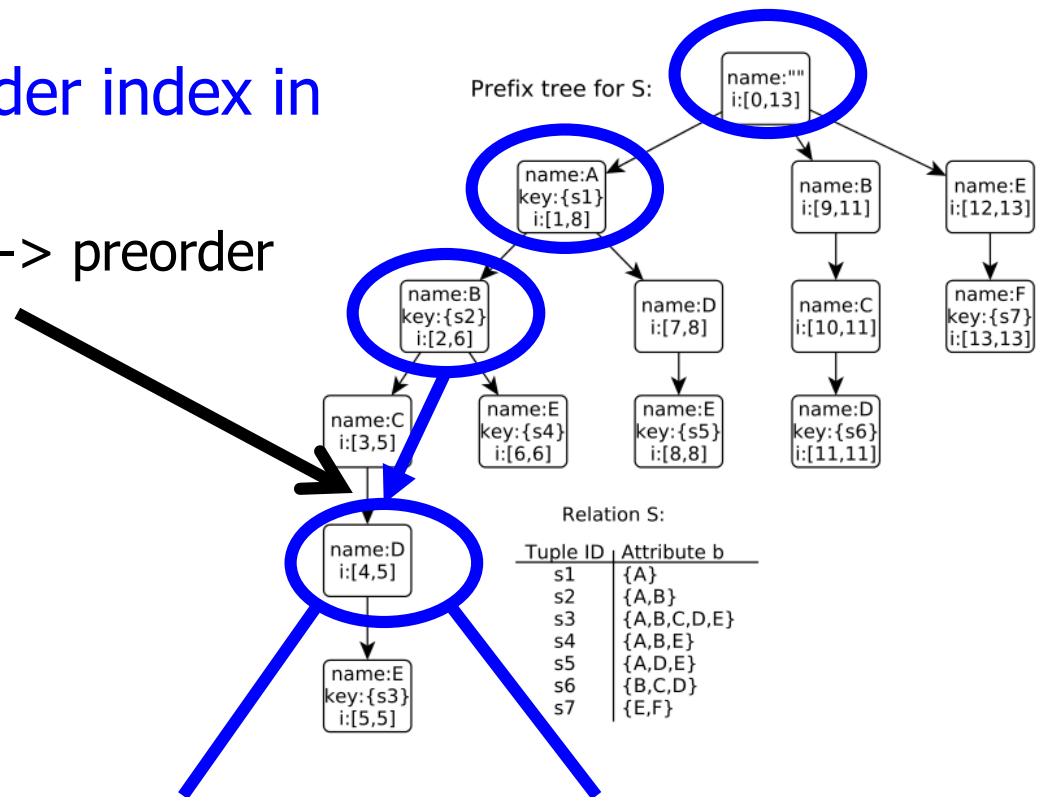 der index in
-> preorder
Prefix tree for S:
name:""
i:[0,13]
name:A
key:{s1}
i:[1,8]
name:B
i:[9,11]
name:E
i:[12,13]
name:B
key:{s2}
i:[2,6]
name:D
i:[7,8]
name:C
i:[10,11]
name:F
key:{s7}
i:[13,13]
name:C
i:[3,5]
name:E
key:{s4}
i:[6,6]
name:E
key:{s5}
i:[8,8]
name:D
key:{s6}
i:[11,11]
name:D
i:[4,5]
name:E
key:{s3}
i:[5,5]
Relation S:
Tuple ID Attribute b
s1 {A}
s2 {A,B}
s3 {A,B,C,D,E}
s4 {A,B,E}
s5 {A,D,E}
s6 {B,C,D}
s7 {E,F}